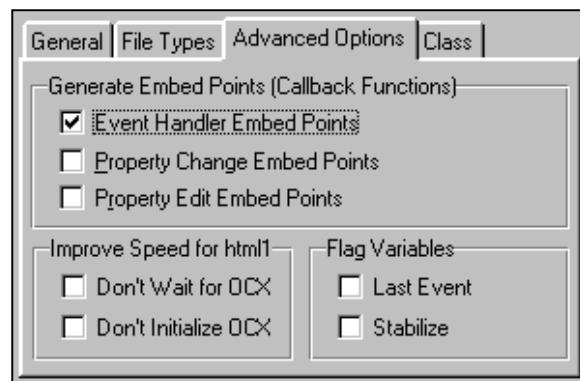 General File Types Advanced Options Class
Generate Embed Points (Callback Functions)
Event Handler Embed Points
Property Change Embed Points
Property Edit Embed Points
Improve Speed for html1
Don't Wait for OCX
Don't Initialize OCX
Flag Variables
Last Event
Stabilize